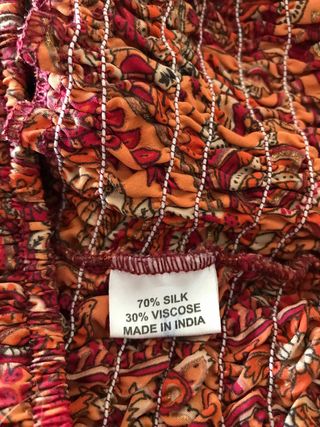 70% SILK
30% VISCOSE
MADE IN INDIA